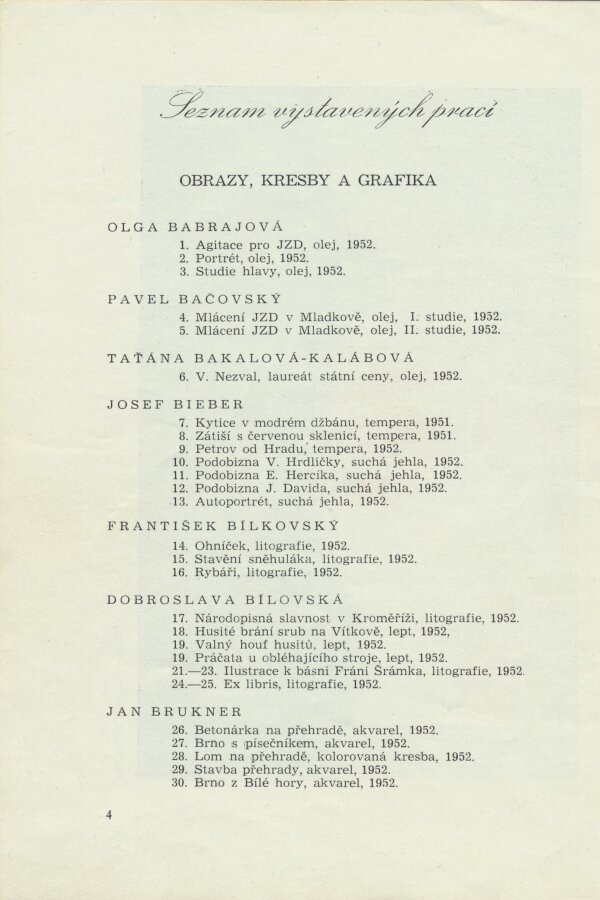 Seznam vystavených prací
OBRAZY, KRESBY A GRAFIKA
OLGA BABRAJOVÁ
1. Agitace pro JZD, olej, 1952.
2. Portrét, olej, 1952.
3. Studie hlavy, olej, 1952.
PAVEL BAČOVSKÝ
4. Mlácení JZD v Mladkově, olej, I. studie, 1952.
5. Mlácení JZD v Mladkově, olej, II. studie, 1952.
TAŤÁNA BAKALOVÁ-KALÁBOVÁ
6. V. Nezval, laureát státní ceny, olej, 1952.
JOSEF BIEBER
7. Kytice v modrém džbánu, tempera, 1951.
8. Zátiší s červenou sklenicí, tempera, 1951.
9. Petrov od Hradu, tempera, 1952.
10. Podobizna V. Hrdličky, suchá jehla, 1952.
11. Podobizna E. Hercíka, suchá jehla, 1952.
12. Podobizna J. Davida, suchá jehla, 1952.
13. Autoportrét, suchá jehla, 1952.
FRANTIŠEK BÍLKOVSKÝ
14. Ohníček, litografie, 1952.
15. Stavění sněhuláka, litografie, 1952.
16. Rybáři, litografie, 1952.
DOBROSLAVA BÍLOVSKÁ
17. Národopisná slavnost v Kroměříži, litografie, 1952.
18. Husité brání srub na Vítkově, lept, 1952,
19. Valný houf husitů, lept, 1952.
19. Práčata u obléhajícího stroje, lept, 1952.
21.—23. Ilustrace k básni Fráni Šrámka, litografie, 1952.
24.—25. Ex libris, litografie, 1952.
JAN BRUKNER
26. Betonárka na přehradě, akvarel, 1952.
27. Brno s písečníkem, akvarel, 1952.
28. Lom na přehradě, kolorovaná kresba, 1952.
29. Stavba přehrady, akvarel, 1952.
30. Brno z Bílé hory, akvarel, 1952.
4